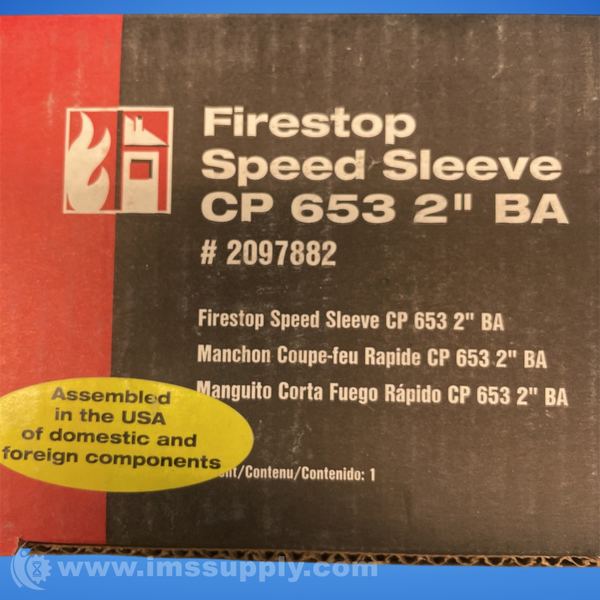 Firestop
Speed Sleeve
CP 653 2" BA
# 2097882
Firestop Speed Sleeve CP 653 2" BA
Manchon Coupe-feu Rapide CP 653 2" BA
Manguito Corta Fuego Rápido CP 653 2" BA
Assembled
in the USA
of domestic and
foreign components
/Contenu/Contenido: 1
www.imssupply.com